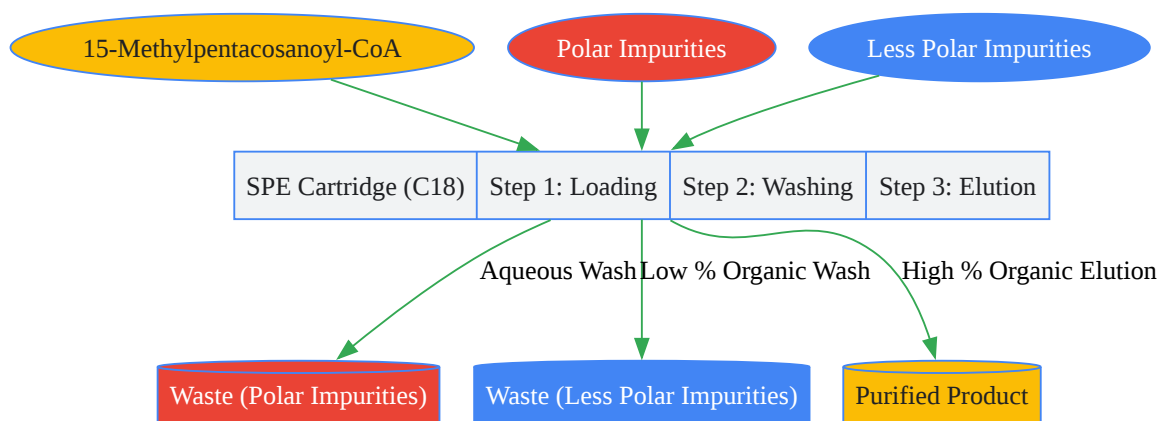 15-Methylpentacosanoyl-CoA
Polar Impurities
Less Polar Impurities
SPE Cartridge (C18)
Step 1: Loading
Step 2: Washing
Step 3: Elution
Aqueous Wash
Low % Organic Wash
High % Organic Elution
Waste (Polar Impurities)
Waste (Less Polar Impurities)
Purified Product